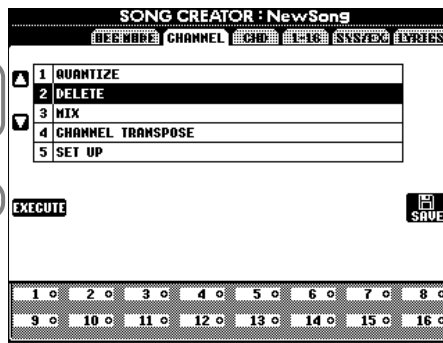 SONG CREATOR : NewSong
REC MODE CHANNEL CHD 1-16 SYS/EX. LYRICS
1 QUANTIZE
2 DELETE
3 MIX
4 CHANNEL TRANSPOSE
5 SET UP
EXECUTE
SAVE
1 2 3 4 5 6 7 8
9 10 11 12 13 14 15 16